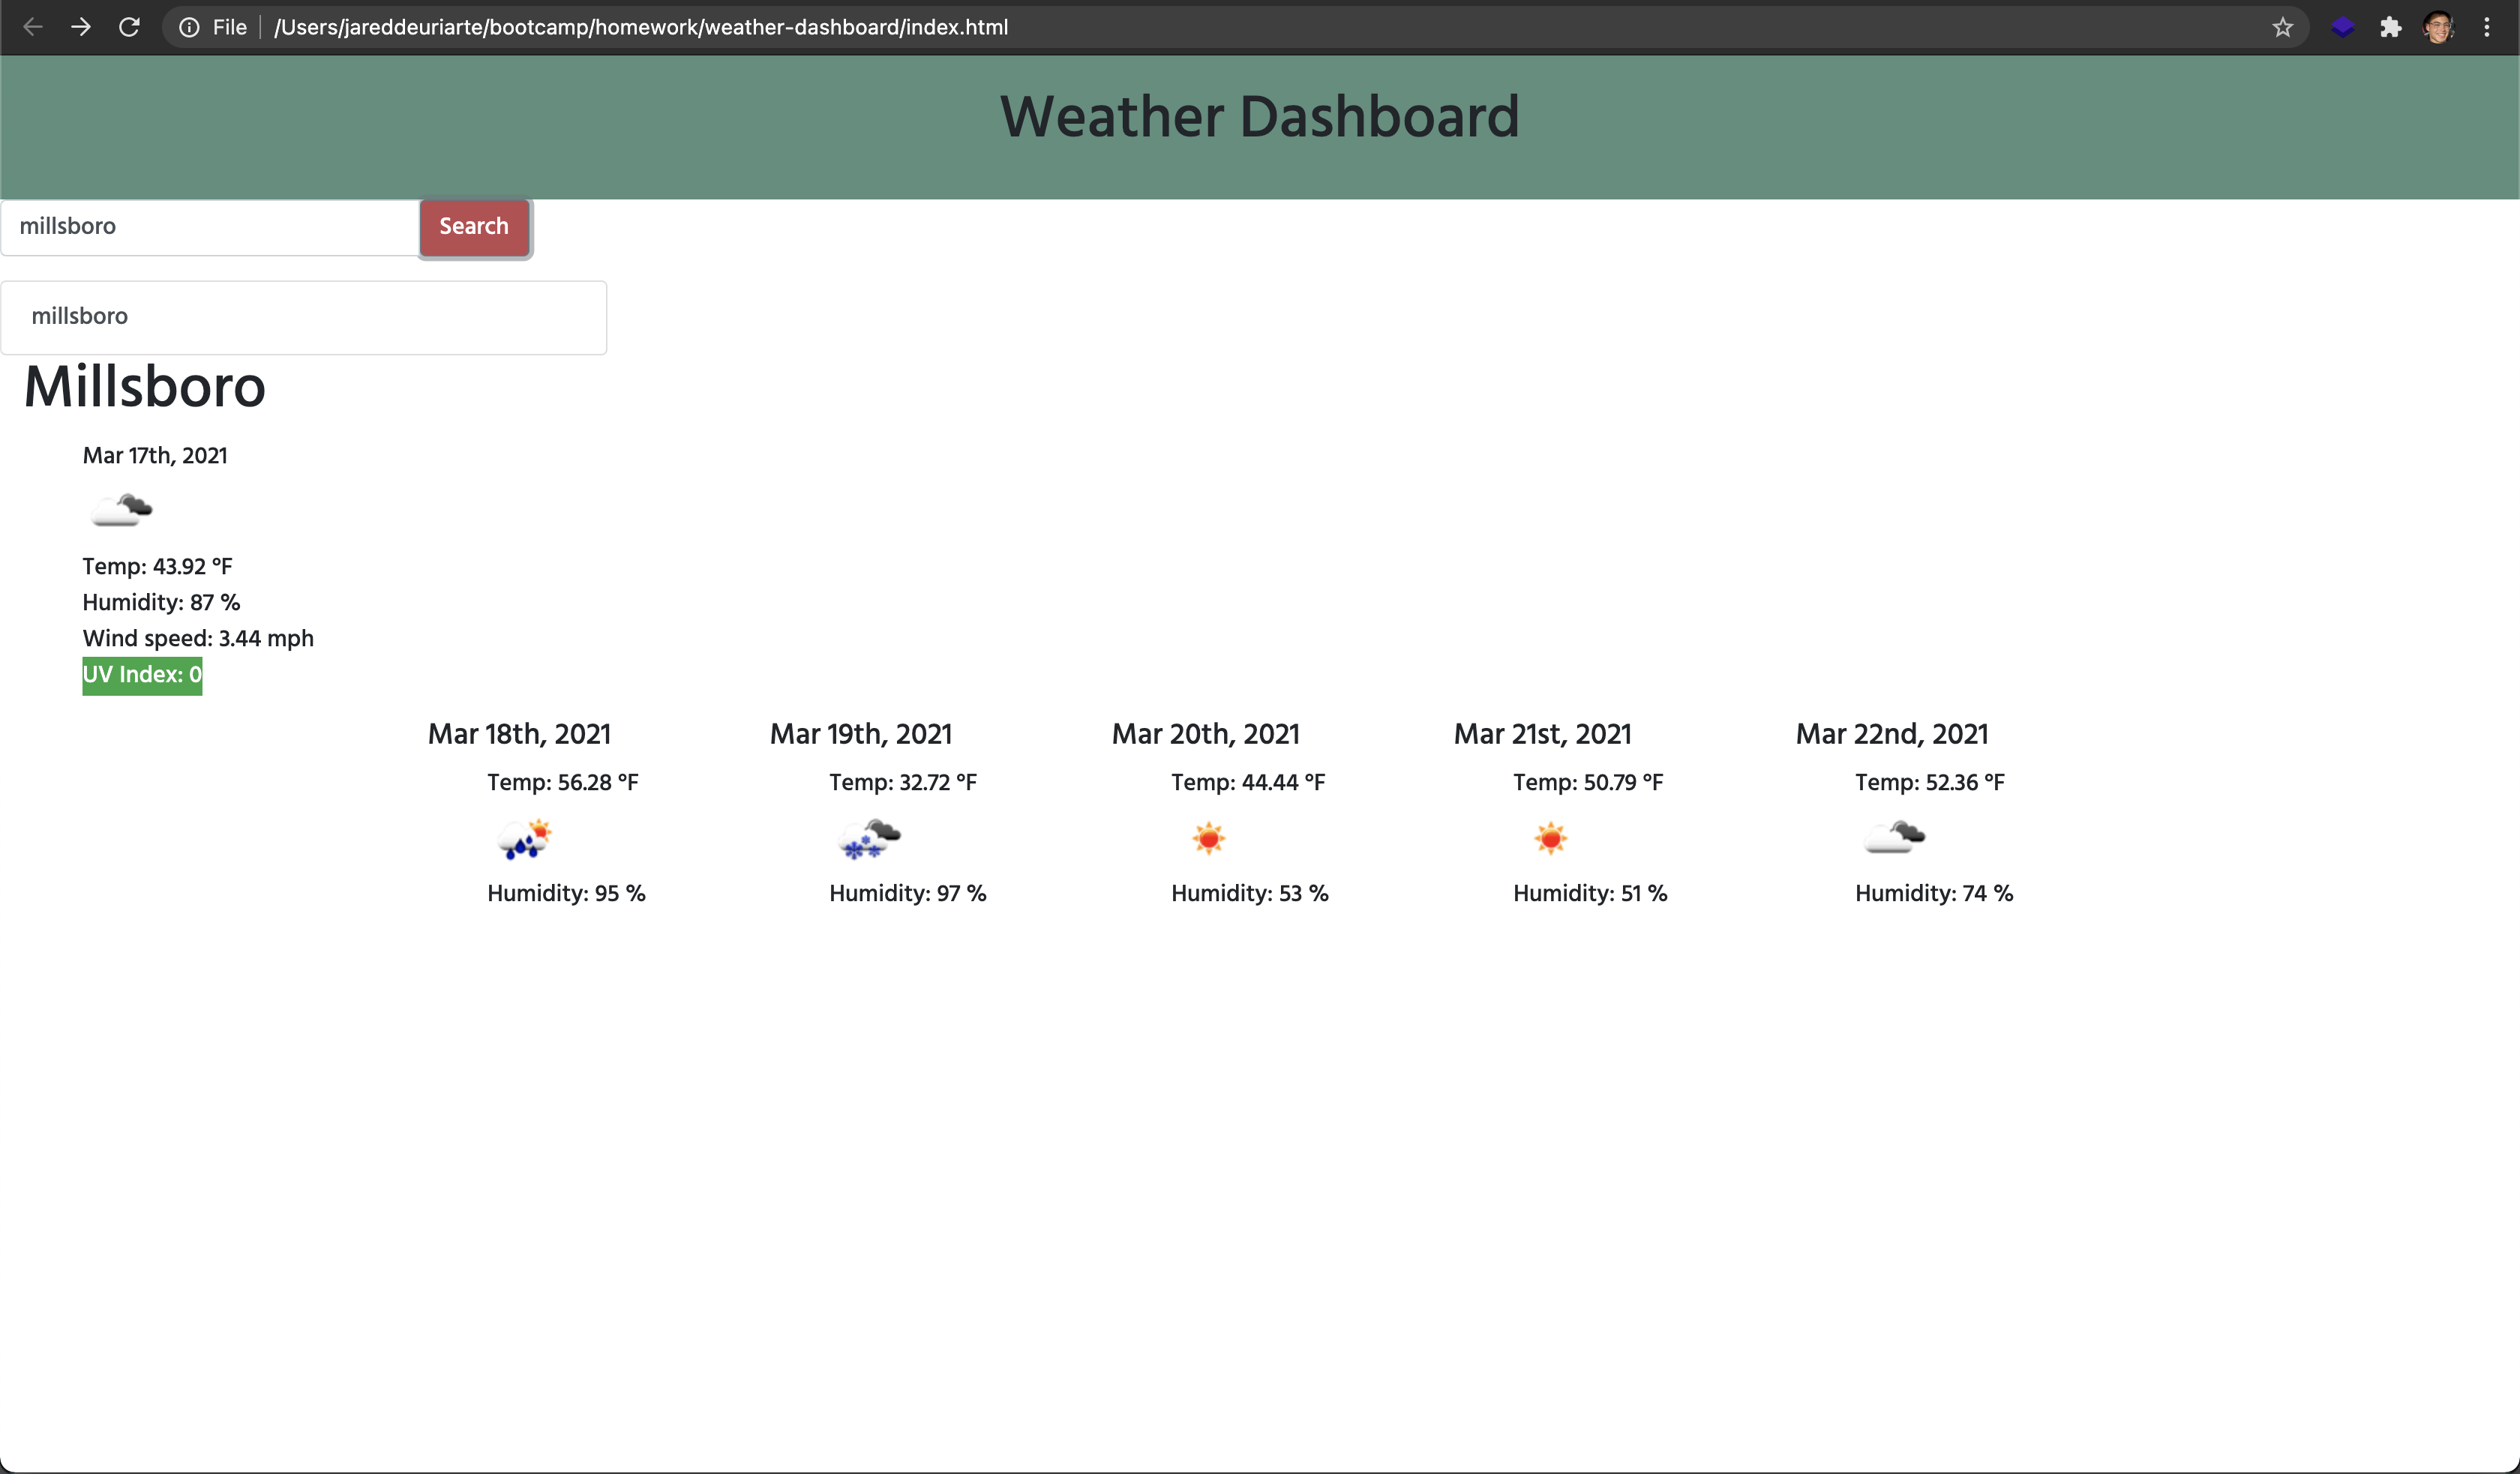 File /Users/jareddeuriarte/bootcamp/homework/weather-dashboard/index.html
Weather Dashboard
millsboro Search
millsboro
Millsboro
Mar 17th, 2021
Temp: 43.92 °F
Humidity: 87 %
Wind speed: 3.44 mph
UV Index: 0
Mar 18th, 2021 Mar 19th, 2021 Mar 20th, 2021 Mar 21st, 2021 Mar 22nd, 2021
Temp: 56.28 °F Temp: 32.72 °F Temp: 44.44 °F Temp: 50.79 °F Temp: 52.36 °F
Humidity: 95 % Humidity: 97 % Humidity: 53 % Humidity: 51 % Humidity: 74 %